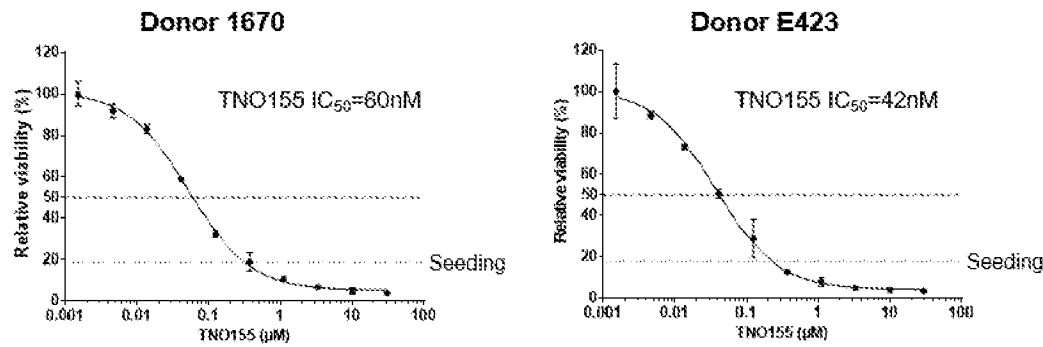 Donor 1670
Relative viability (%)
120
100
80
60
50
40
20
0
0.001
0.01
0.1
1
10
100
TNO155 (µM)
TNO155 IC50=60nM
Seeding
Donor E423
Relative viability (%)
120
100
80
60
50
40
20
0
0.001
0.01
0.1
1
10
100
TNO155 (µM)
TNO155 IC50=42nM
Seeding